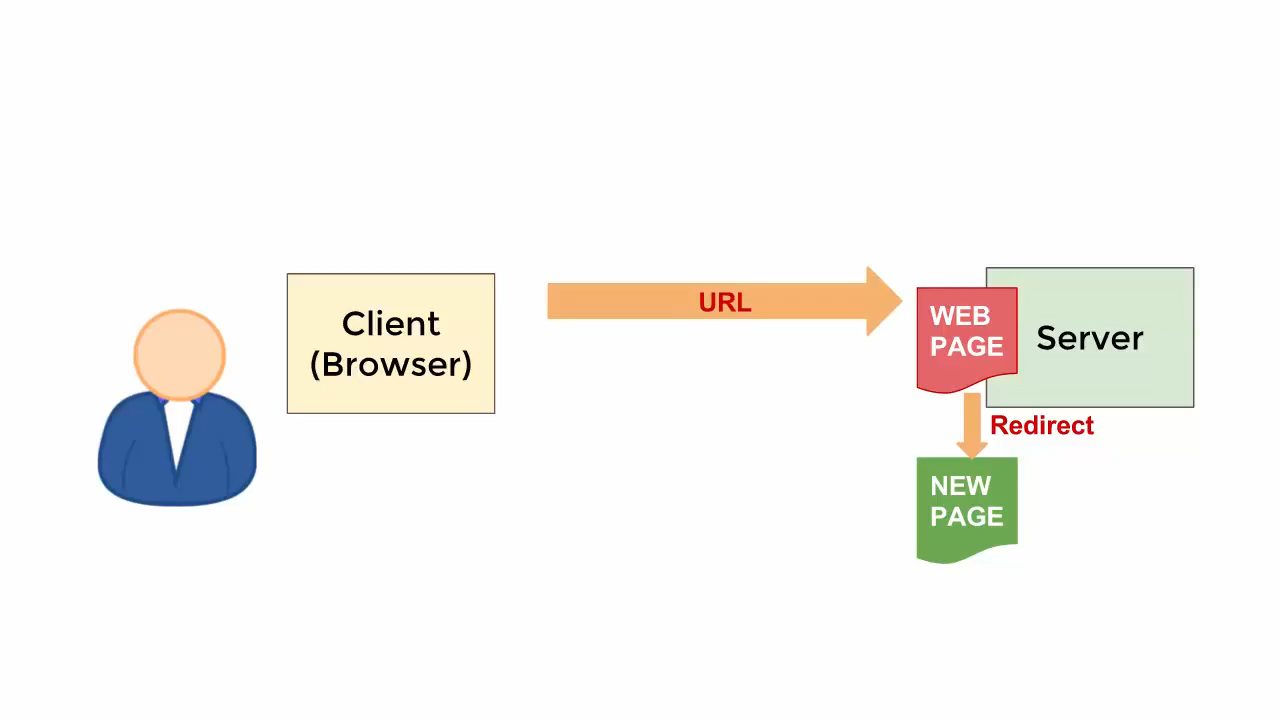 Client
(Browser)
URL
WEB
PAGE
Server
Redirect
NEW
PAGE